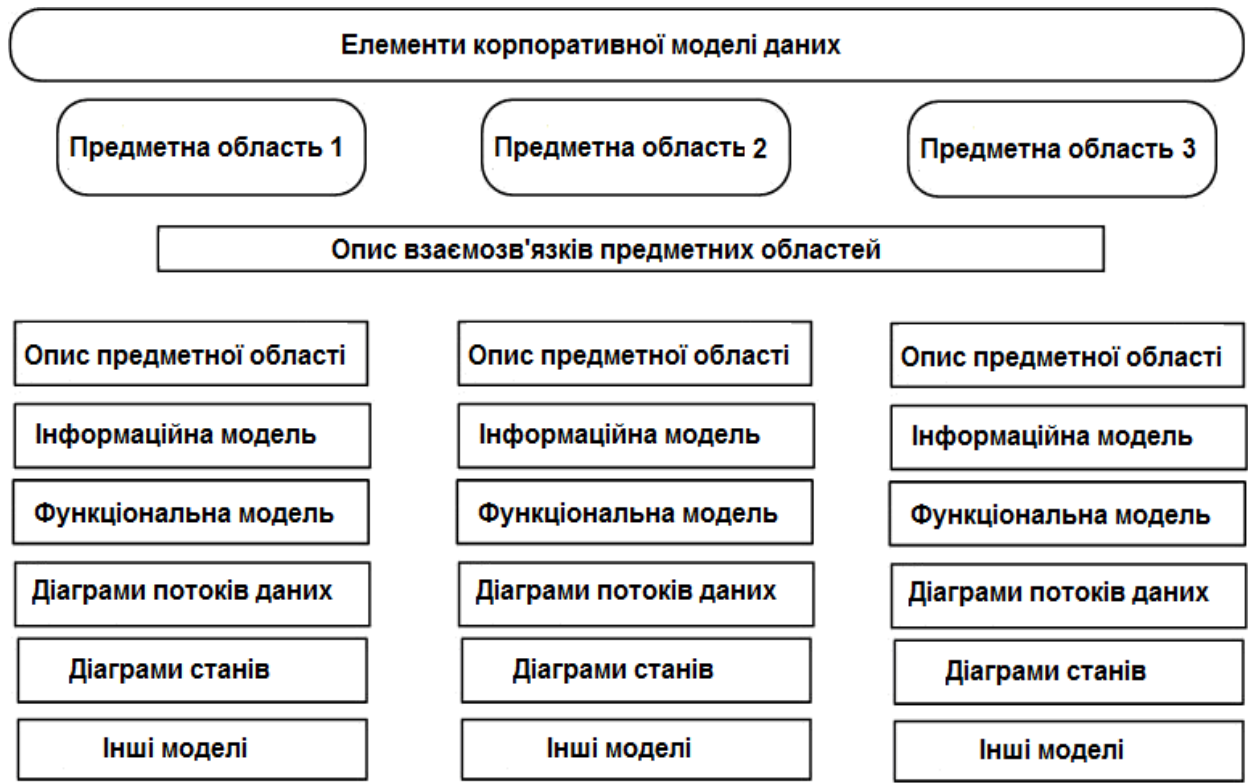 Елементи корпоративної моделі даних
Предметна область 1
Предметна область 2
Предметна область 3
Опис взаємозв'язків предметних областей
Опис предметної області
Опис предметної області
Опис предметної області
Інформаційна модель
Інформаційна модель
Інформаційна модель
Функціональна модель
Функціональна модель
Функціональна модель
Діаграми потоків даних
Діаграми потоків даних
Діаграми потоків даних
Діаграми станів
Діаграми станів
Діаграми станів
Інші моделі
Інші моделі
Інші моделі